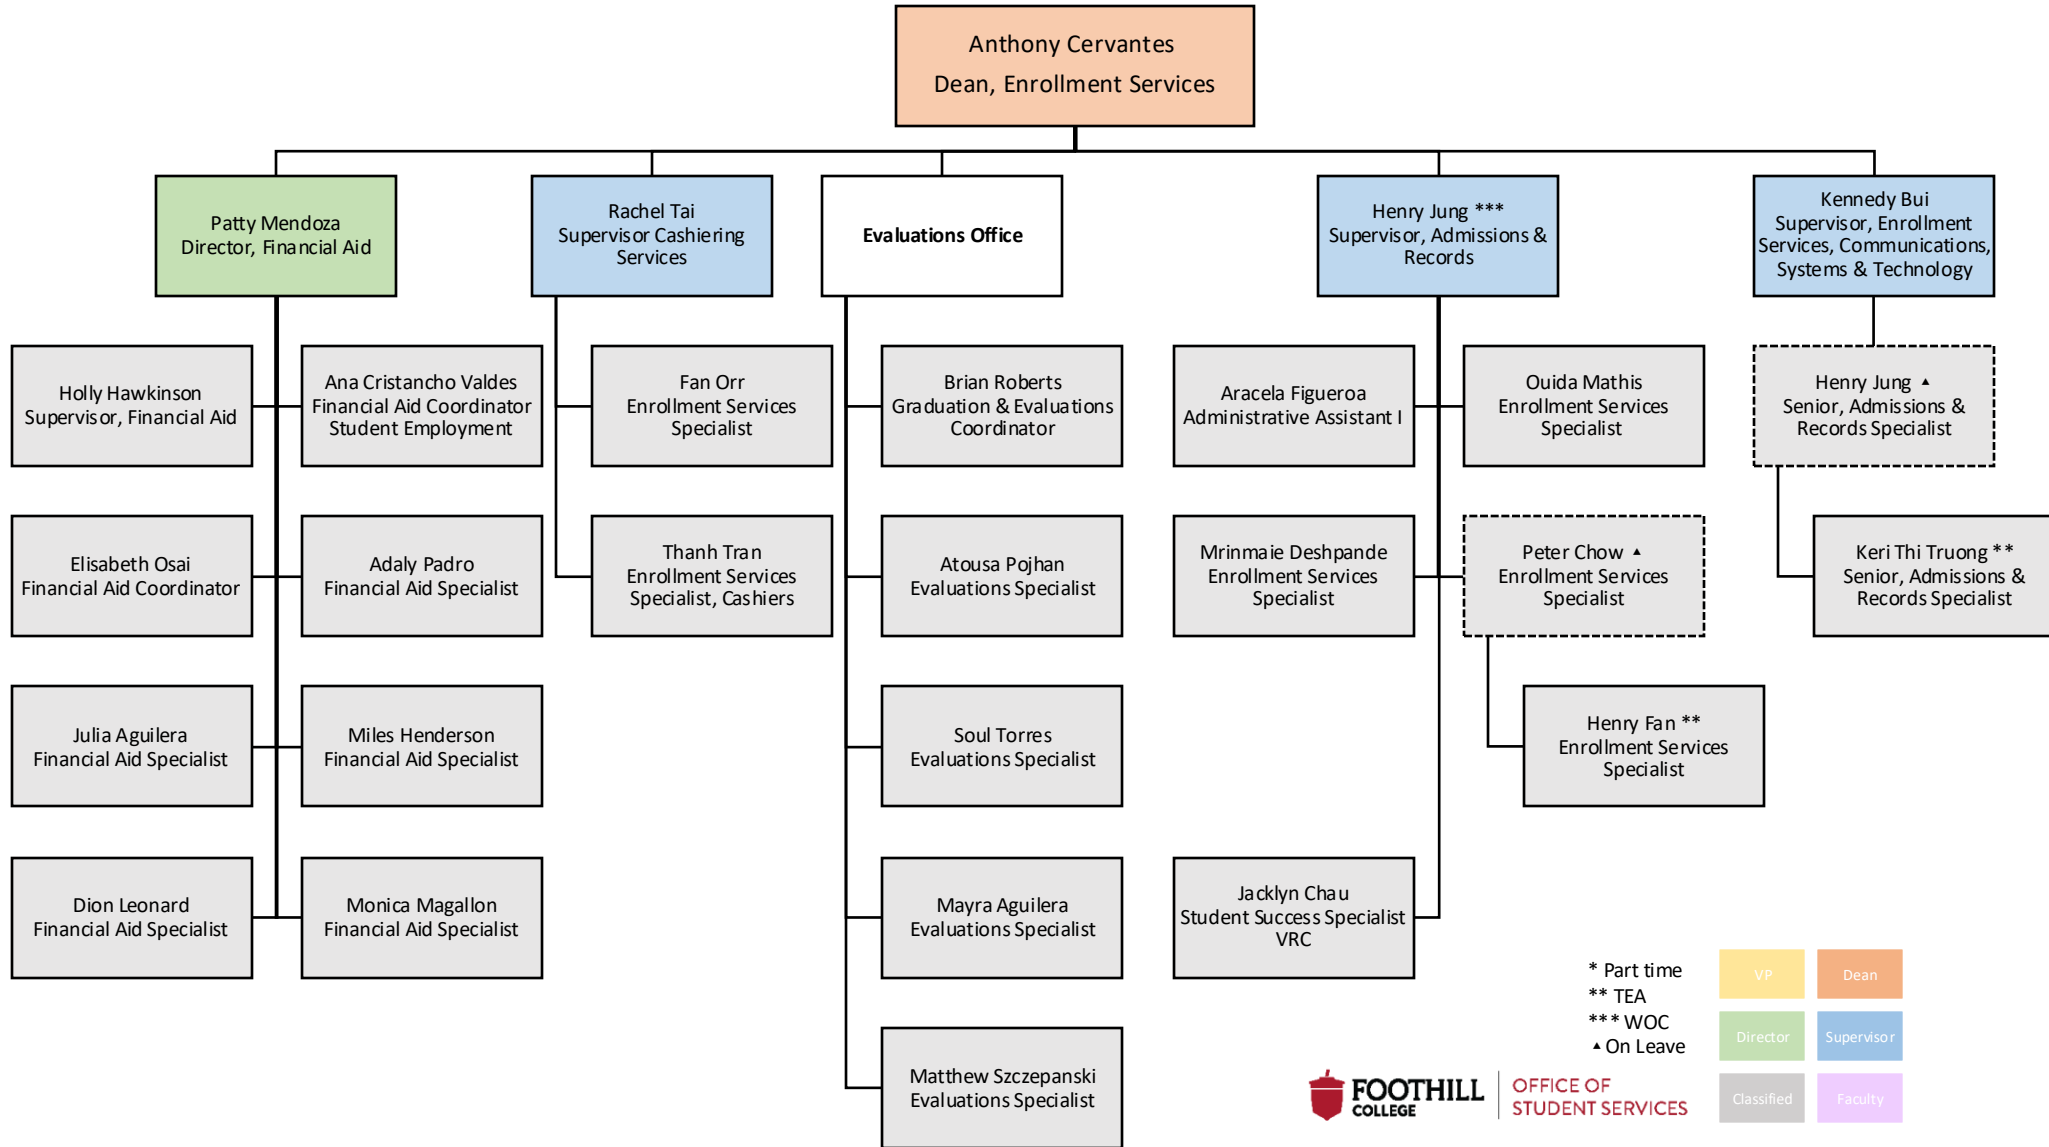 Anthony Cervantes
Dean, Enrollment Services
Patty Mendoza
Director, Financial Aid
Rachel Tai
Supervisor Cashiering
Services
Evaluations Office
Henry Jung ***
Supervisor, Admissions &
Records
Kennedy Bui
Supervisor, Enrollment
Services, Communications,
Systems & Technology
Holly Hawkinson
Supervisor, Financial Aid
Ana Cristancho Valdes
Financial Aid Coordinator
Student Employment
Fan Orr
Enrollment Services
Specialist
Brian Roberts
Graduation & Evaluations
Coordinator
Aracela Figueroa
Administrative Assistant I
Ouida Mathis
Enrollment Services
Specialist
Henry Jung ▲
Senior, Admissions &
Records Specialist
Elisabeth Osai
Financial Aid Coordinator
Adaly Padro
Financial Aid Specialist
Thanh Tran
Enrollment Services
Specialist, Cashiers
Atousa Pojhan
Evaluations Specialist
Mrinmaie Deshpande
Enrollment Services
Specialist
Peter Chow ▲
Enrollment Services
Specialist
Keri Thi Truong **
Senior, Admissions &
Records Specialist
Julia Aguilera
Financial Aid Specialist
Miles Henderson
Financial Aid Specialist
Soul Torres
Evaluations Specialist
Henry Fan **
Enrollment Services
Specialist
Dion Leonard
Financial Aid Specialist
Monica Magallon
Financial Aid Specialist
Mayra Aguilera
Evaluations Specialist
Jacklyn Chau
Student Success Specialist
VRC
Matthew Szczepanski
Evaluations Specialist
* Part time
** TEA
*** WOC
▲ On Leave
VP
Dean
Director
Supervisor
Classified
Faculty
FOOTHILL
COLLEGE
OFFICE OF
STUDENT SERVICES